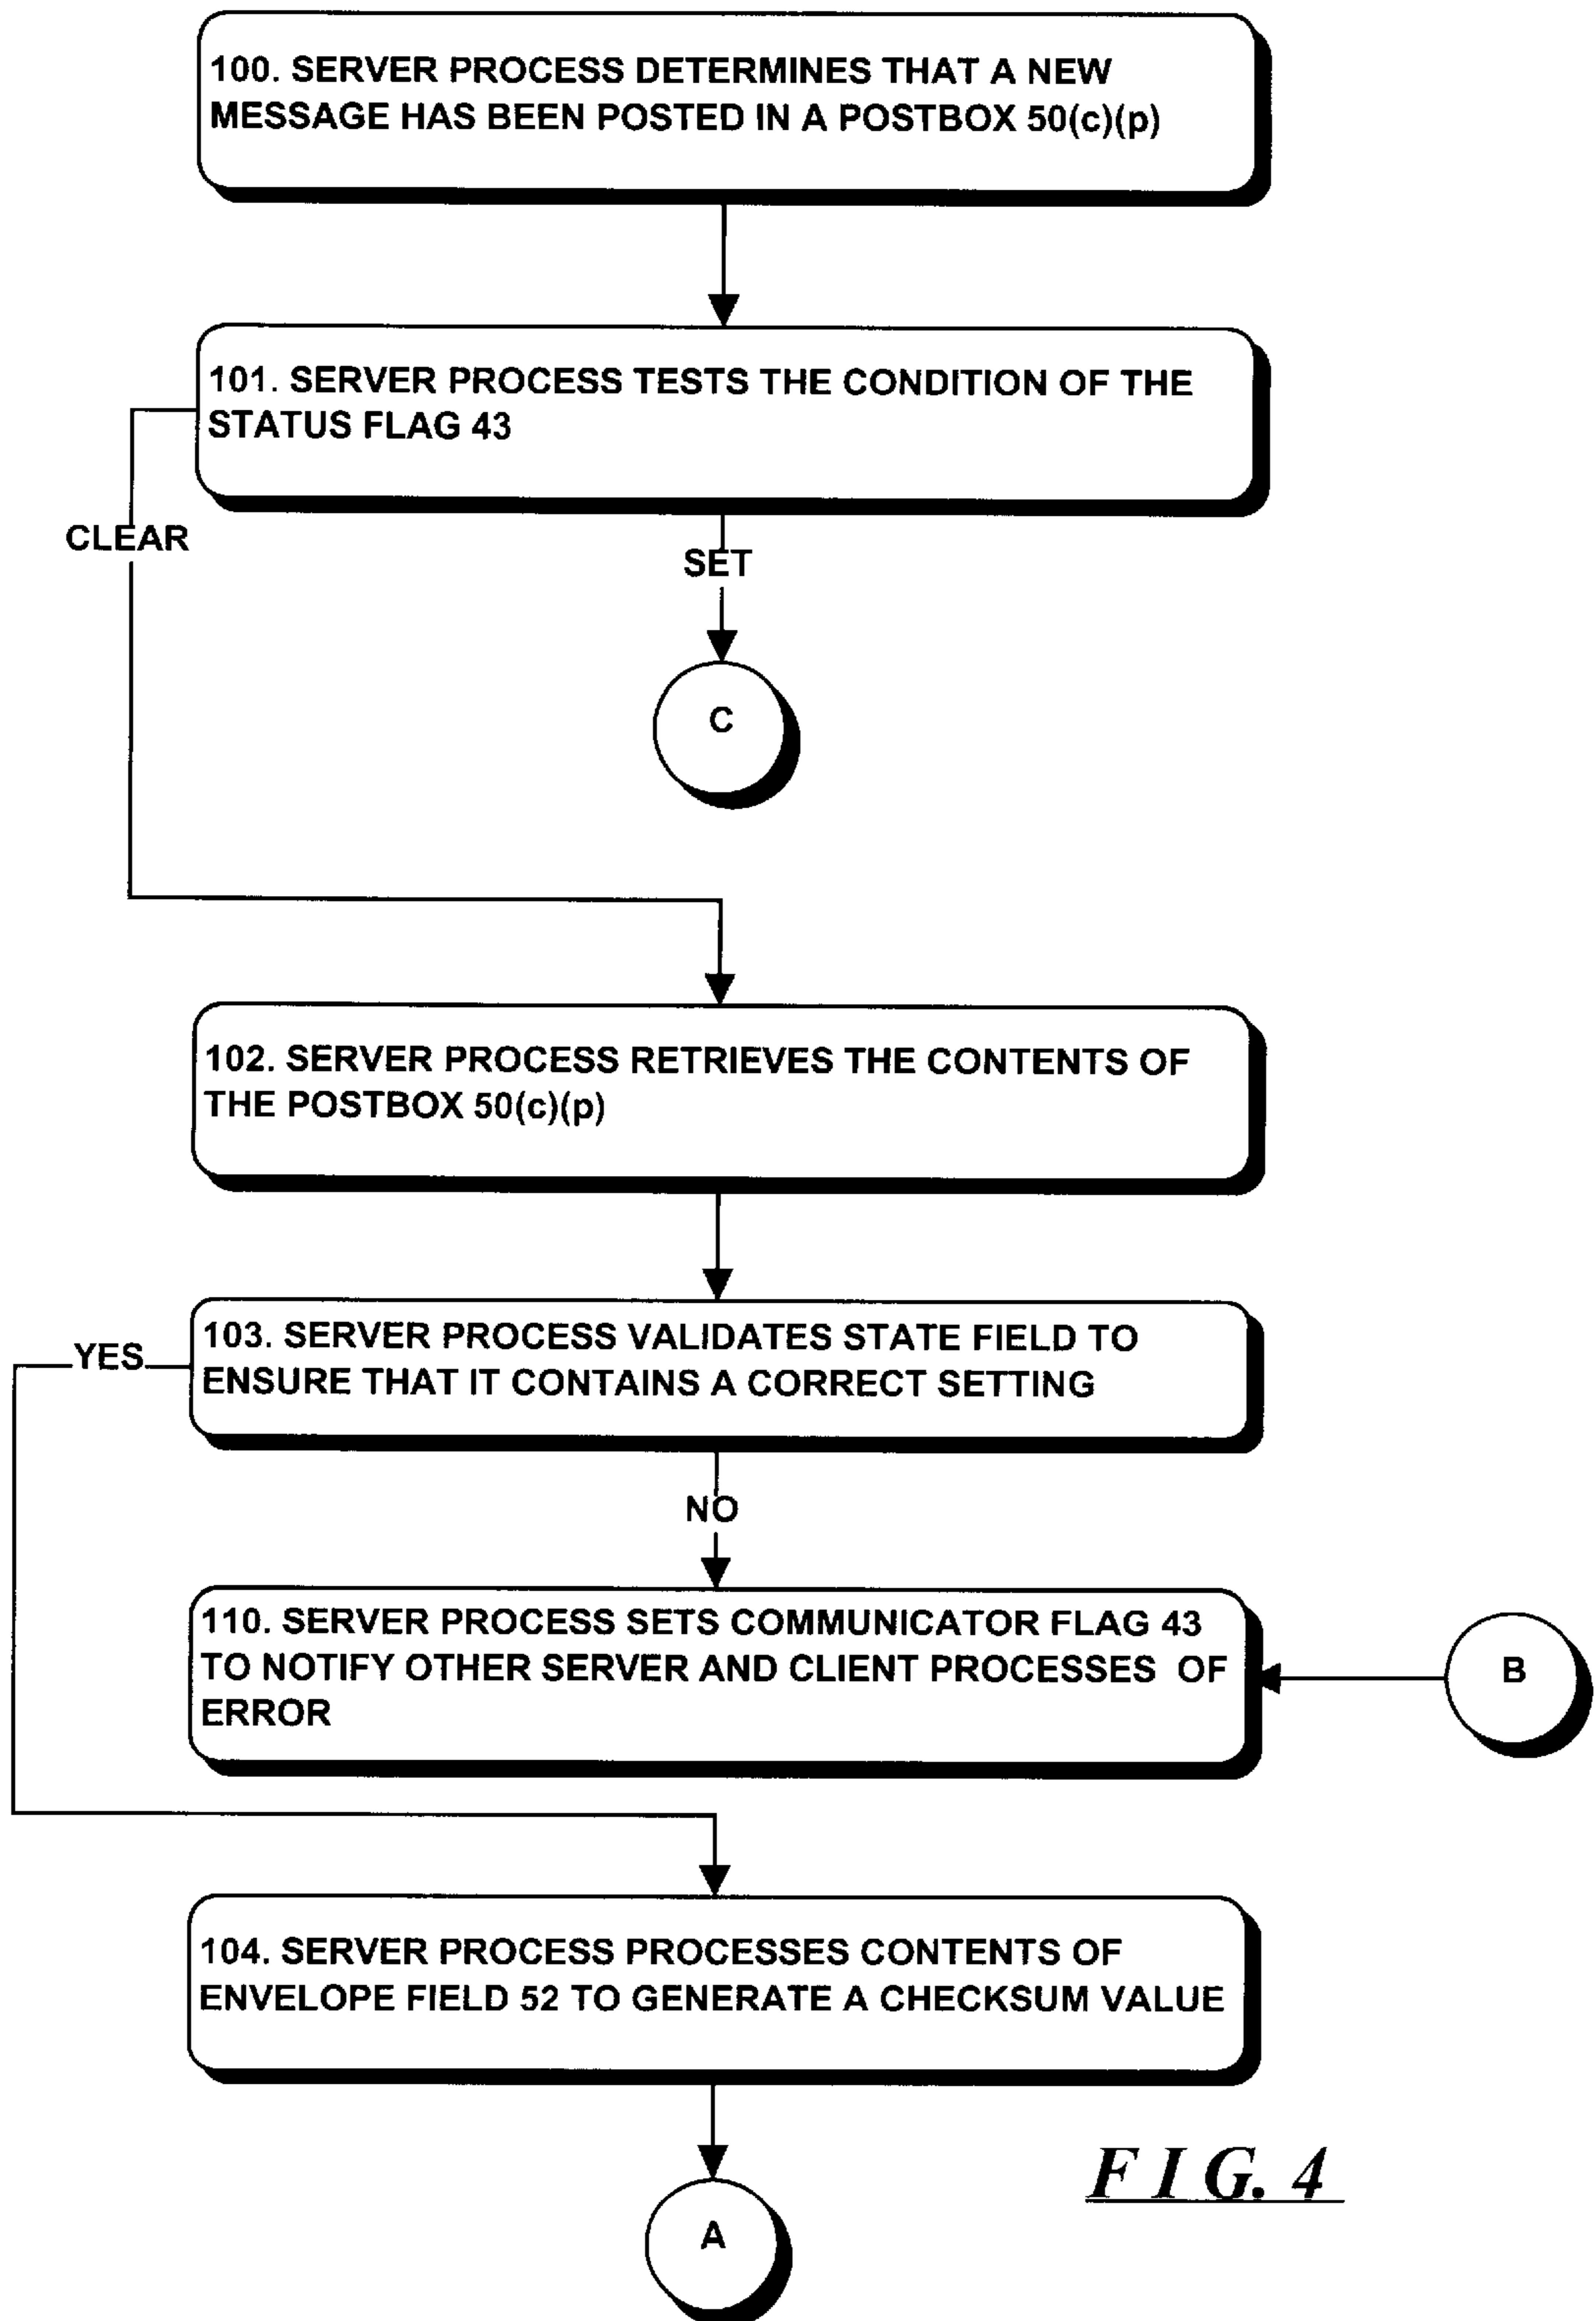 100. SERVER PROCESS DETERMINES THAT A NEW
MESSAGE HAS BEEN POSTED IN A POSTBOX 50(c)(p)
101. SERVER PROCESS TESTS THE CONDITION OF THE
STATUS FLAG 43
CLEAR
SET
C
102. SERVER PROCESS RETRIEVES THE CONTENTS OF
THE POSTBOX 50(c)(p)
103. SERVER PROCESS VALIDATES STATE FIELD TO
ENSURE THAT IT CONTAINS A CORRECT SETTING
YES
NO
110. SERVER PROCESS SETS COMMUNICATOR FLAG 43
TO NOTIFY OTHER SERVER AND CLIENT PROCESSES OF
ERROR
B
104. SERVER PROCESS PROCESSES CONTENTS OF
ENVELOPE FIELD 52 TO GENERATE A CHECKSUM VALUE
A
FIG. 4